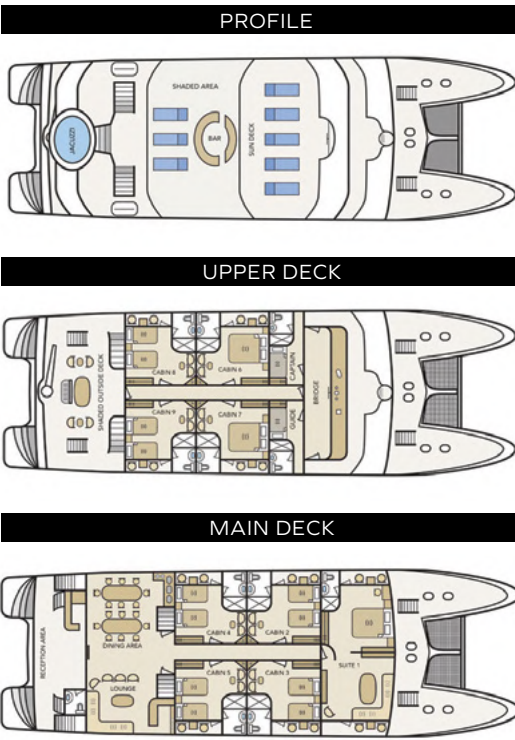 PROFILE
SHADED AREA
JACUZZI
BAR
SUN DECK
UPPER DECK
SHADED OUTSIDE DECK
CABIN 8
CABIN 6
CAPTAIN
BRIDGE
CABIN 9
CABIN 7
GUIDE
MAIN DECK
RECEPTION AREA
DINING AREA
CABIN 4
CABIN 2
SUITE 1
LOUNGE
CABIN 5
CABIN 3